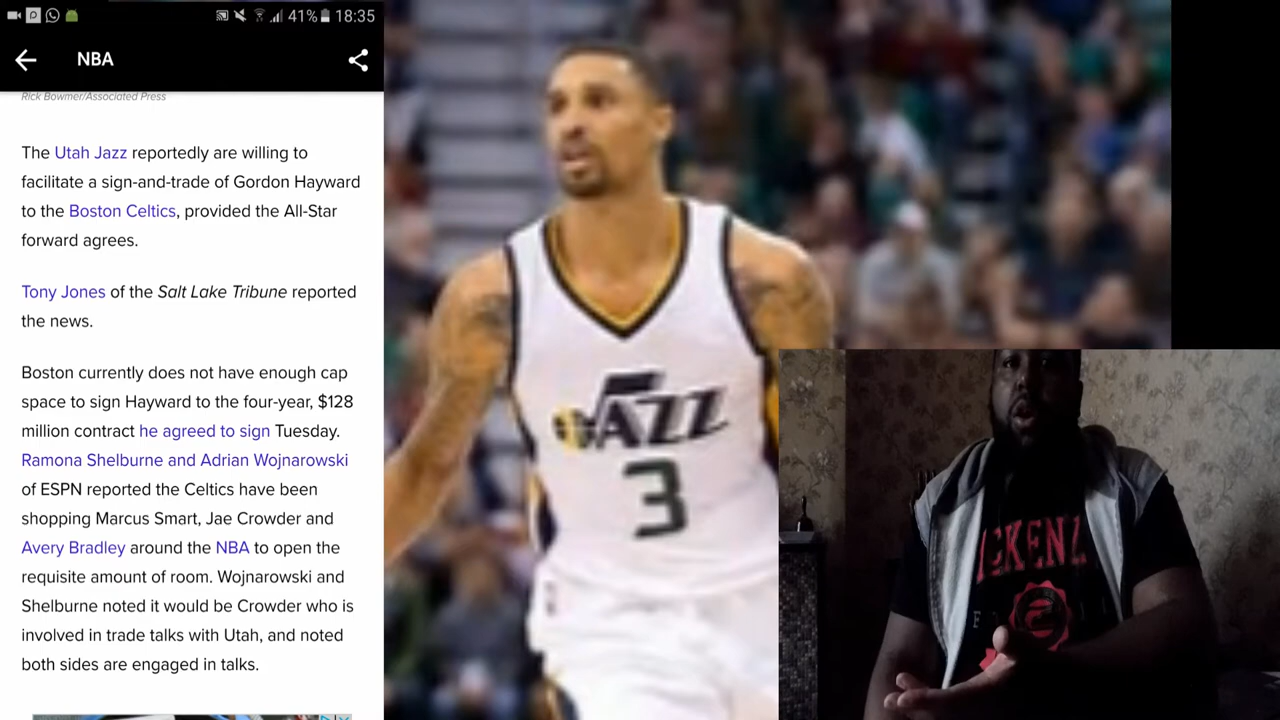 41% 18:35
NBA
Rick Bowmer/Associated Press
The Utah Jazz reportedly are willing to
facilitate a sign-and-trade of Gordon Hayward
to the Boston Celtics, provided the All-Star
forward agrees.
Tony Jones of the Salt Lake Tribune reported
the news.
Boston currently does not have enough cap
space to sign Hayward to the four-year, $128
million contract he agreed to sign Tuesday.
Ramona Shelburne and Adrian Wojnarowski
of ESPN reported the Celtics have been
shopping Marcus Smart, Jae Crowder and
Avery Bradley around the NBA to open the
requisite amount of room. Wojnarowski and
Shelburne noted it would be Crowder who is
involved in trade talks with Utah, and noted
both sides are engaged in talks.
JAZZ
3